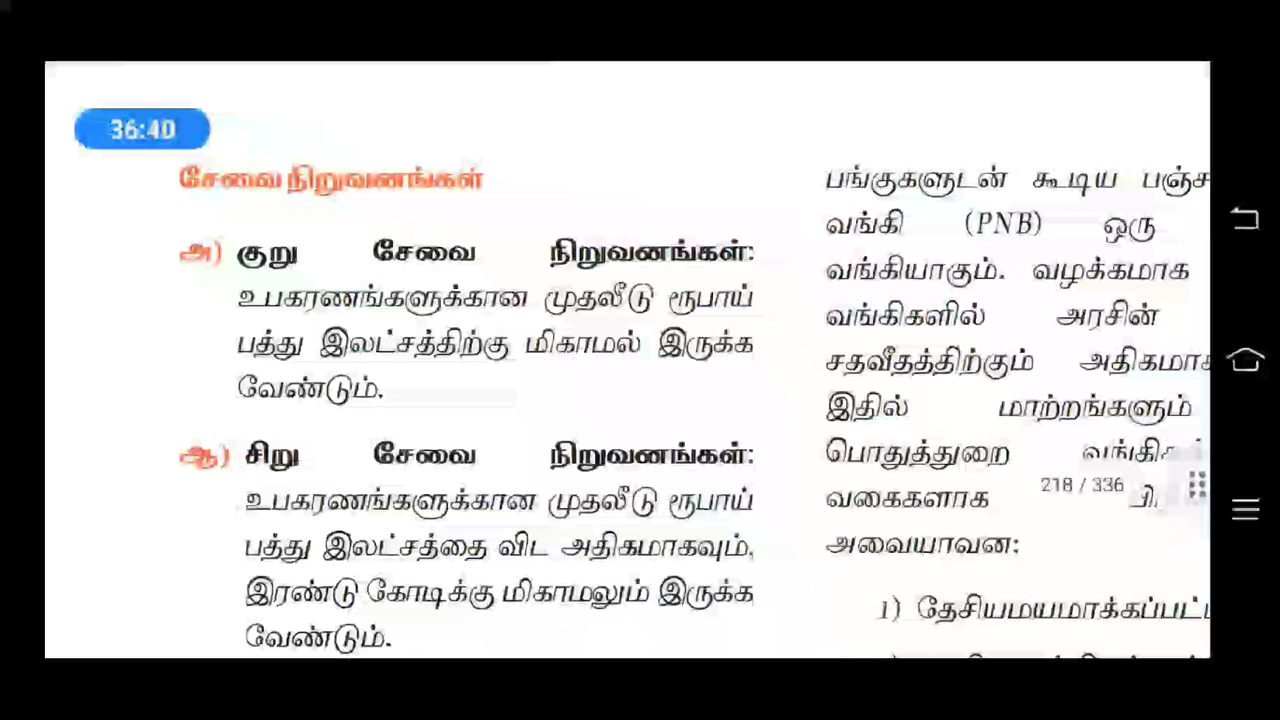 36:40
சேவை நிறுவனங்கள்
அ) குறு சேவை நிறுவனங்கள்:
உபகரணங்களுக்கான முதலீடு ரூபாய்
பத்து இலட்சத்திற்கு மிகாமல் இருக்க
வேண்டும்.
ஆ) சிறு சேவை நிறுவனங்கள்:
உபகரணங்களுக்கான முதலீடு ரூபாய்
பத்து இலட்சத்தை விட அதிகமாகவும்,
இரண்டு கோடிக்கு மிகாமலும் இருக்க
வேண்டும்.
பங்குகளுடன் கூடிய
வங்கி (PNB) ஒரு
வங்கியாகும். வழக்கமாக
வங்கிகளில் அரசின்
சதவீதத்திற்கும்
இதில் மாற்றங்களும்
பொதுத்துறை
வகைகளாக
அவையாவன:
1)
218 / 336